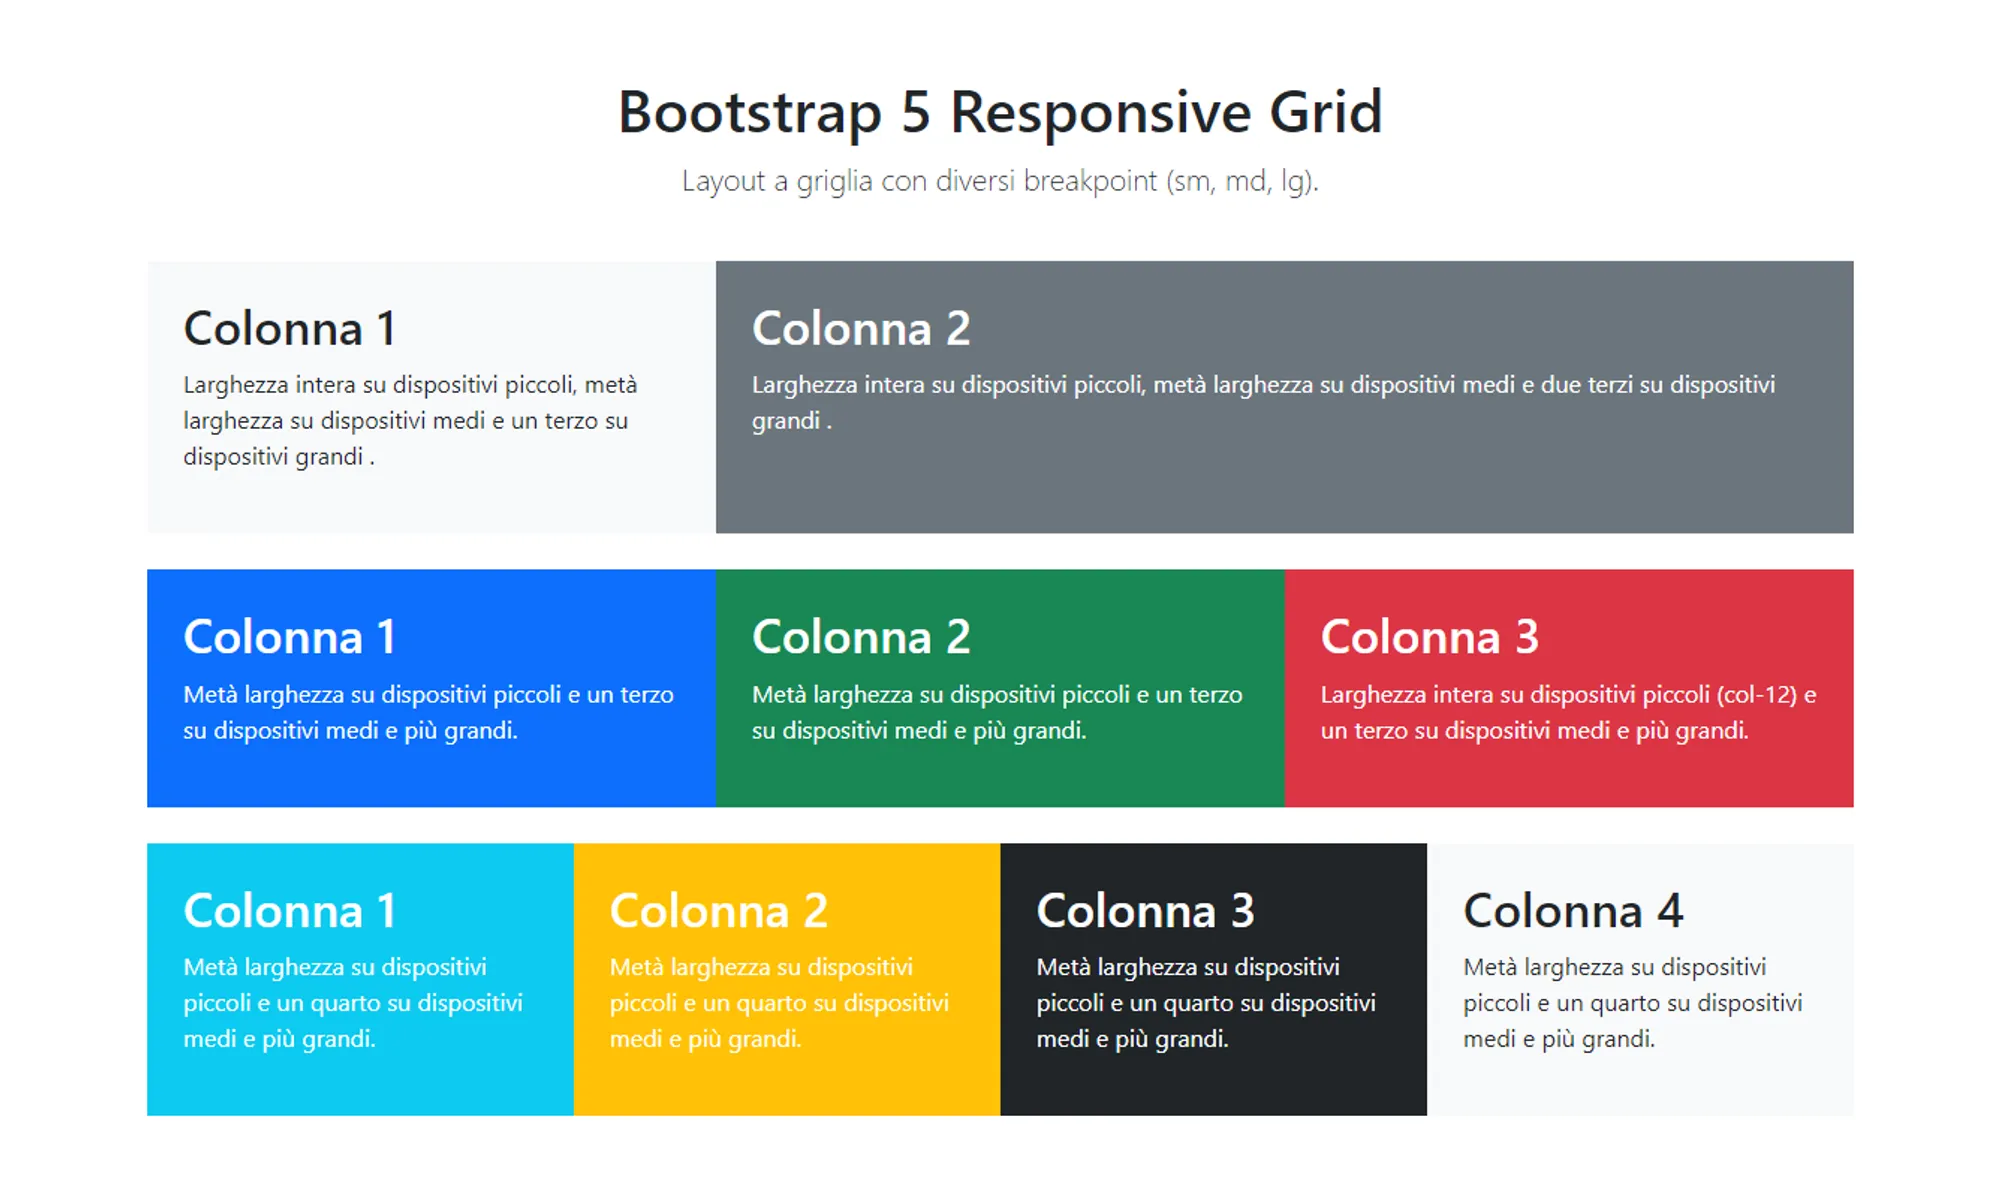 Bootstrap 5 Responsive Grid
Layout a griglia con diversi breakpoint (sm, md, lg).
Colonna 1
Larghezza intera su dispositivi piccoli, metà
larghezza su dispositivi medi e un terzo su
dispositivi grandi .
Colonna 2
Larghezza intera su dispositivi piccoli, metà larghezza su dispositivi medi e due terzi su dispositivi
grandi .
Colonna 1
Metà larghezza su dispositivi piccoli e un terzo
su dispositivi medi e più grandi.
Colonna 2
Metà larghezza su dispositivi piccoli e un terzo
su dispositivi medi e più grandi.
Colonna 3
Larghezza intera su dispositivi piccoli (col-12) e
un terzo su dispositivi medi e più grandi.
Colonna 1
Metà larghezza su dispositivi
piccoli e un quarto su dispositivi
medi e più grandi.
Colonna 2
Metà larghezza su dispositivi
piccoli e un quarto su dispositivi
medi e più grandi.
Colonna 3
Metà larghezza su dispositivi
piccoli e un quarto su dispositivi
medi e più grandi.
Colonna 4
Metà larghezza su dispositivi
piccoli e un quarto su dispositivi
medi e più grandi.